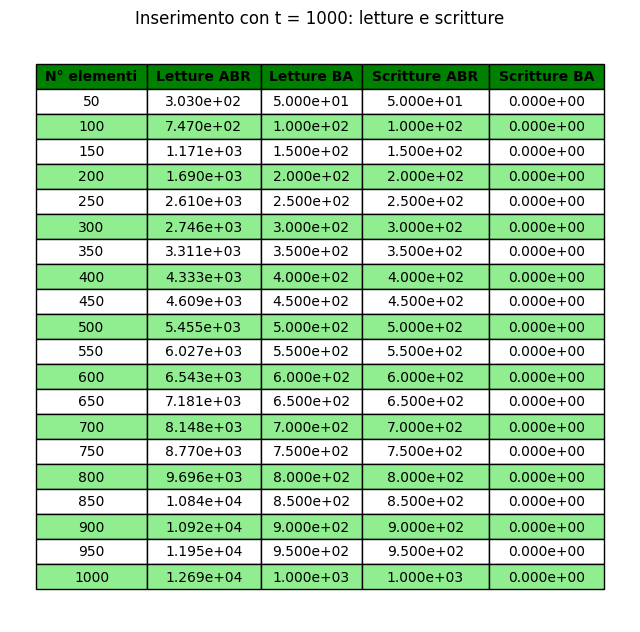 Inserimento con t = 1000: letture e scritture
N° elementi Letture ABR Letture BA Scritture ABR Scritture BA
50 3.030e+02 5.000e+01 5.000e+01 0.000e+00
100 7.470e+02 1.000e+02 1.000e+02 0.000e+00
150 1.171e+03 1.500e+02 1.500e+02 0.000e+00
200 1.690e+03 2.000e+02 2.000e+02 0.000e+00
250 2.610e+03 2.500e+02 2.500e+02 0.000e+00
300 2.746e+03 3.000e+02 3.000e+02 0.000e+00
350 3.311e+03 3.500e+02 3.500e+02 0.000e+00
400 4.333e+03 4.000e+02 4.000e+02 0.000e+00
450 4.609e+03 4.500e+02 4.500e+02 0.000e+00
500 5.455e+03 5.000e+02 5.000e+02 0.000e+00
550 6.027e+03 5.500e+02 5.500e+02 0.000e+00
600 6.543e+03 6.000e+02 6.000e+02 0.000e+00
650 7.181e+03 6.500e+02 6.500e+02 0.000e+00
700 8.148e+03 7.000e+02 7.000e+02 0.000e+00
750 8.770e+03 7.500e+02 7.500e+02 0.000e+00
800 9.696e+03 8.000e+02 8.000e+02 0.000e+00
850 1.084e+04 8.500e+02 8.500e+02 0.000e+00
900 1.092e+04 9.000e+02 9.000e+02 0.000e+00
950 1.195e+04 9.500e+02 9.500e+02 0.000e+00
1000 1.269e+04 1.000e+03 1.000e+03 0.000e+00